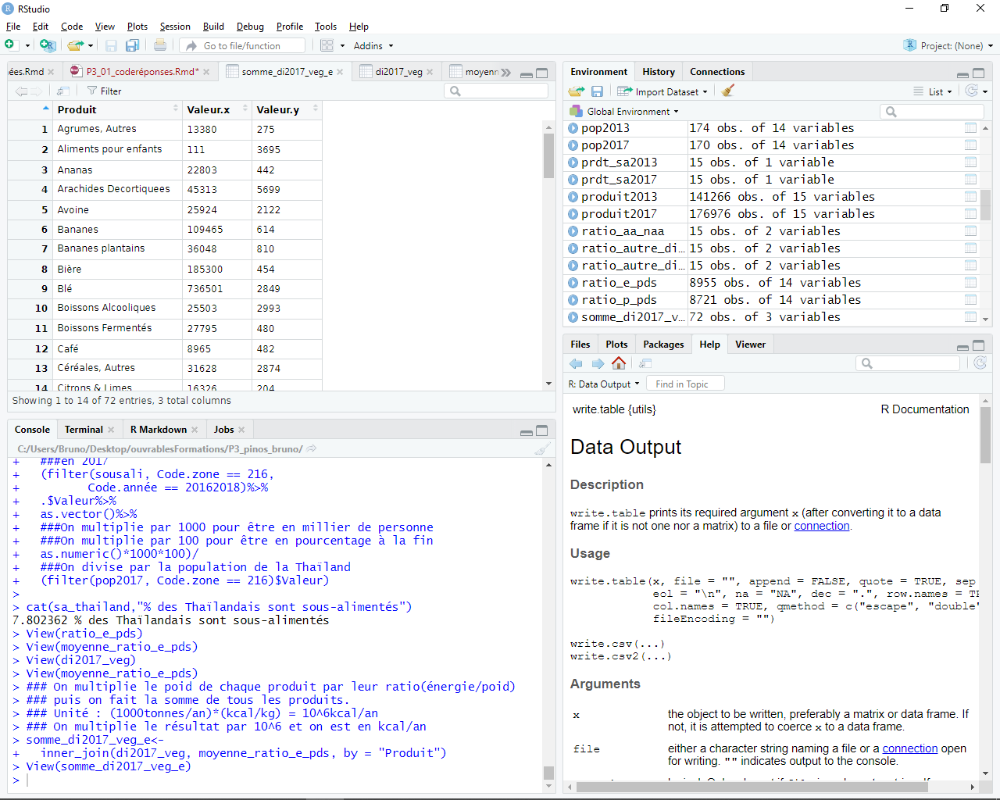 RStudio
File Edit Code View Plots Session Build Debug Profile Tools Help
Go to file/function Addins Project: (None)
ées.Rmd P3_01_coderéponses.Rmd* somme_di2017_veg_e di2017_veg moyenn
Filter
Produit Valeur.x Valeur.y
1 Agrumes, Autres 13380 275
2 Aliments pour enfants 111 3695
3 Ananas 22803 442
4 Arachides Decortiquees 45313 5699
5 Avoine 25924 2122
6 Bananes 109465 614
7 Bananes plantains 36048 810
8 Bière 185300 454
9 Blé 736501 2849
10 Boissons Alcooliques 25503 2993
11 Boissons Fermentés 27795 480
12 Café 8965 482
13 Céréales, Autres 31628 2874
14 Citrons & Limes 16326 204
Showing 1 to 14 of 72 entries, 3 total columns
Console Terminal R Markdown Jobs
C:/Users/Bruno/Desktop/ouvrablesFormations/P3_pinos_bruno/
+ ###en 2017
+ (filter(sousali, Code.zone == 216,
+ Code.année == 20162018)%>%
+ .$Valeur%>%
+ as.vector()%>%
+ ###On multiplie par 1000 pour être en millier de personne
+ ###On multiplie par 100 pour être en pourcentage à la fin
+ as.numeric()*1000*100)/
+ ###On divise par la population de la Thaïland
+ (filter(pop2017, Code.zone == 216)$Valeur)
>
> cat(sa_thailand,"% des Thaïlandais sont sous-alimentés")
7.802362 % des Thaïlandais sont sous-alimentés
> View(ratio_e_pds)
> View(moyenne_ratio_e_pds)
> View(di2017_veg)
> View(moyenne_ratio_e_pds)
> ### On multiplie le poid de chaque produit par leur ratio(énergie/poid)
> ### puis on fait la somme de tous les produits.
> ### Unité : (1000tonnes/an)*(kcal/kg) = 10^6kcal/an
> ### On multiplie le résultat par 10^6 et on est en kcal/an
> somme_di2017_veg_e<-
+ inner_join(di2017_veg, moyenne_ratio_e_pds, by = "Produit")
> View(somme_di2017_veg_e)
>
Environment History Connections
Import Dataset List
Global Environment
pop2013 174 obs. of 14 variables
pop2017 170 obs. of 14 variables
prdt_sa2013 15 obs. of 1 variable
prdt_sa2017 15 obs. of 1 variable
produit2013 141266 obs. of 15 variables
produit2017 176976 obs. of 15 variables
ratio_aa_naa 15 obs. of 2 variables
ratio_autre_di… 15 obs. of 2 variables
ratio_autre_di… 15 obs. of 2 variables
ratio_e_pds 8955 obs. of 14 variables
ratio_p_pds 8721 obs. of 14 variables
somme_di2017_v… 72 obs. of 3 variables
Files Plots Packages Help Viewer
R: Data Output Find in Topic
write.table {utils} R Documentation
Data Output
Description
write.table prints its required argument x (after converting it to a data
frame if it is not one nor a matrix) to a file or connection.
Usage
write.table(x, file = "", append = FALSE, quote = TRUE, sep
eol = "\n", na = "NA", dec = ".", row.names = TR
col.names = TRUE, qmethod = c("escape", "double"
fileEncoding = "")
write.csv(...)
write.csv2(...)
Arguments
x the object to be written, preferably a matrix or data frame. If
not, it is attempted to coerce x to a data frame.
file either a character string naming a file or a connection open
for writing. "" indicates output to the console.